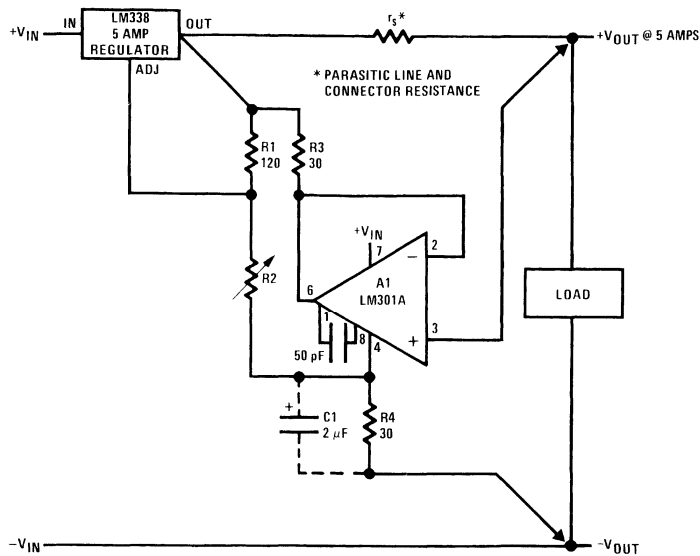 LM338
5 AMP
REGULATOR
IN
OUT
ADJ
+VIN
rs*
+VOUT @ 5 AMPS
* PARASITIC LINE AND
CONNECTOR RESISTANCE
R1
120
R3
30
+VIN
7
2
−
A1
LM301A
6
R2
1
8
4
3
+
50 pF
LOAD
+
C1
2 μF
R4
30
−VIN
−VOUT